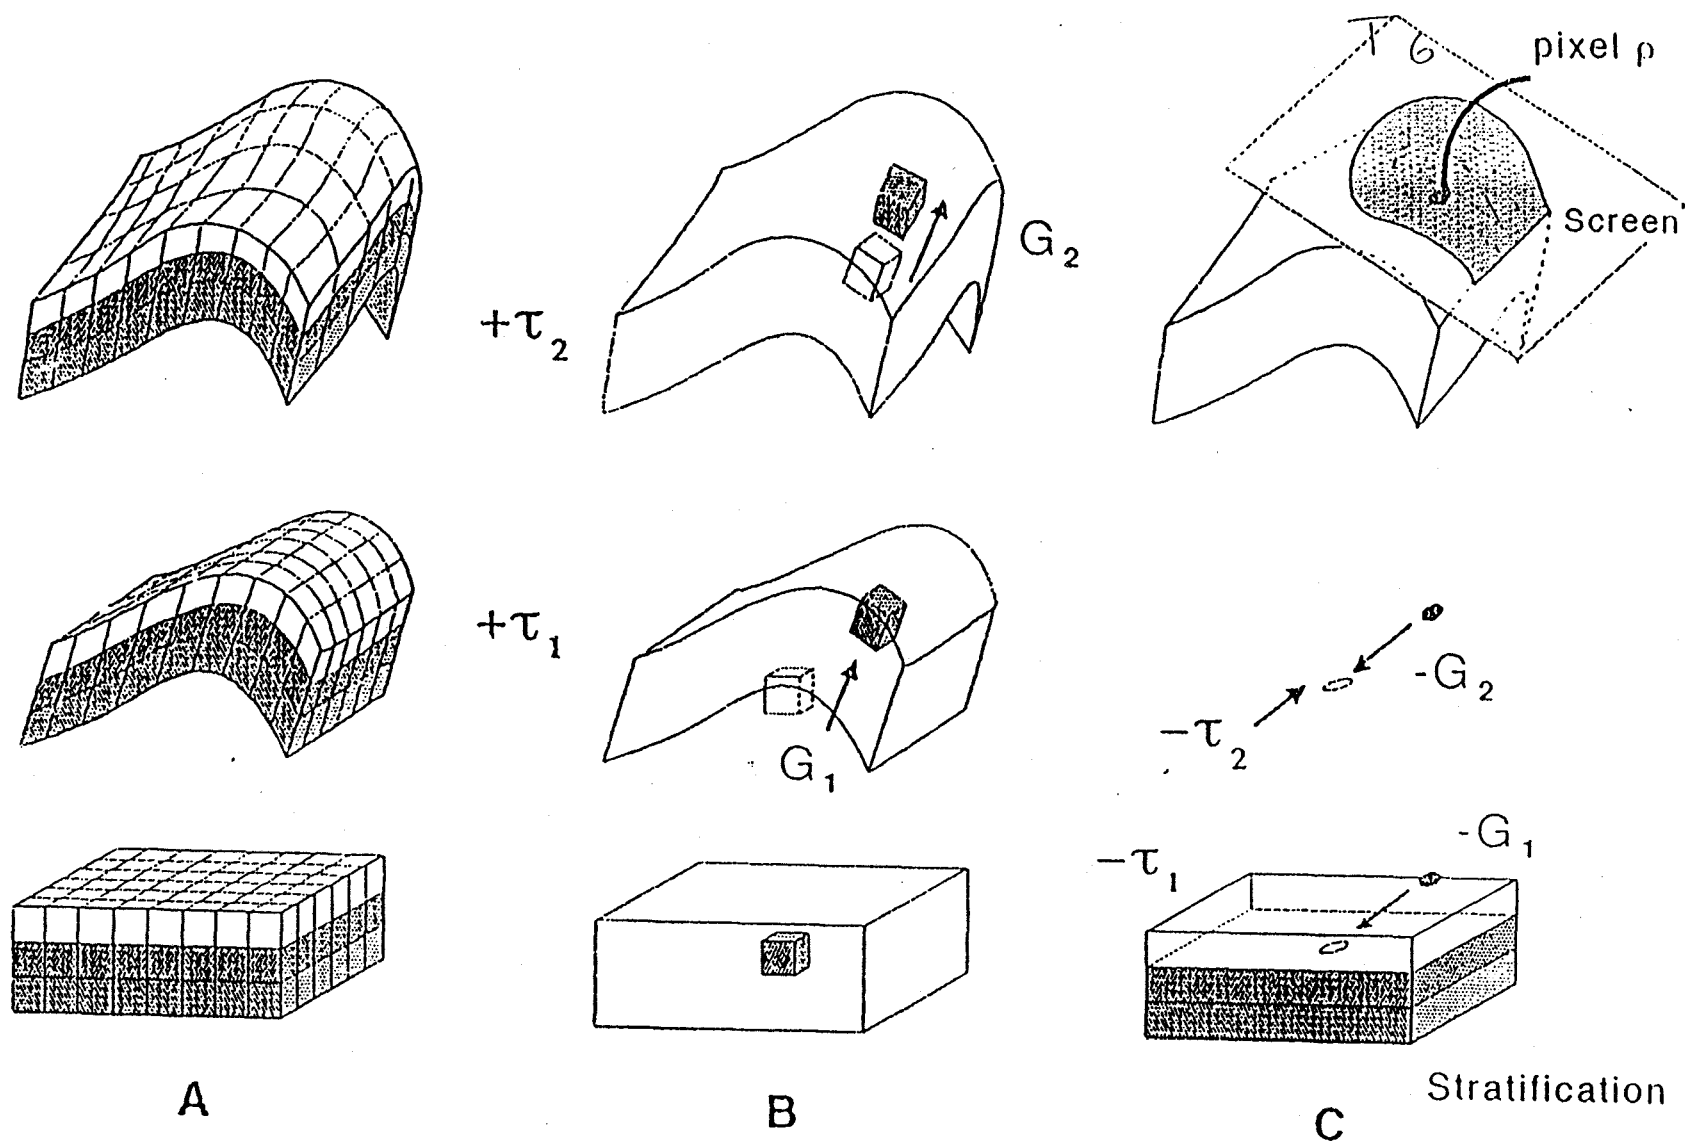 pixel ρ
Screen
G₂
+τ₂
+τ₁
G₁
-G₂
−τ₂
-G₁
−τ₁
Stratification
A
B
C